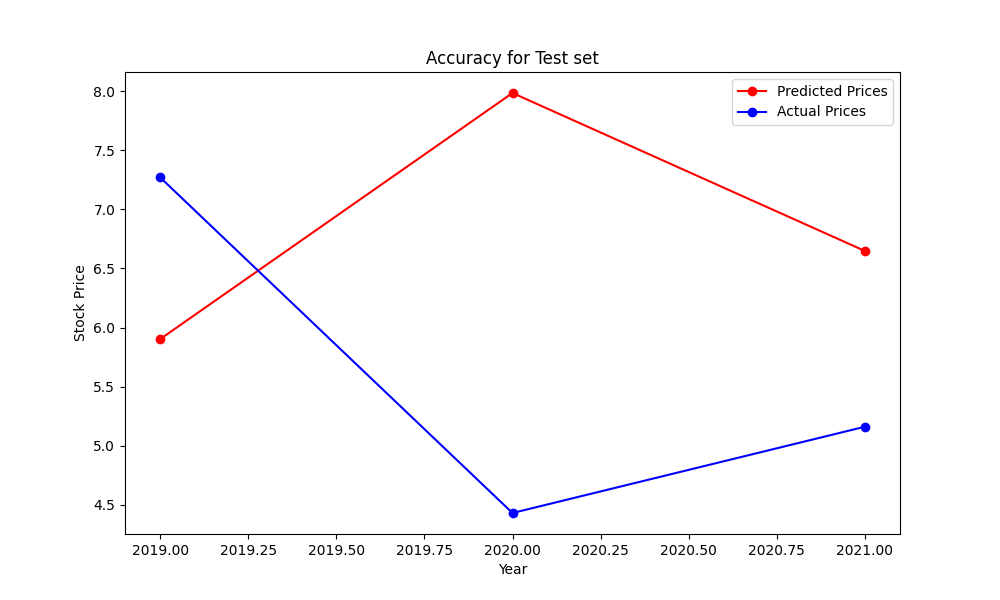 Accuracy for Test set
Predicted Prices
Actual Prices
8.0
7.5
7.0
6.5
6.0
5.5
5.0
4.5
Stock Price
2019.00 2019.25 2019.50 2019.75 2020.00 2020.25 2020.50 2020.75 2021.00
Year